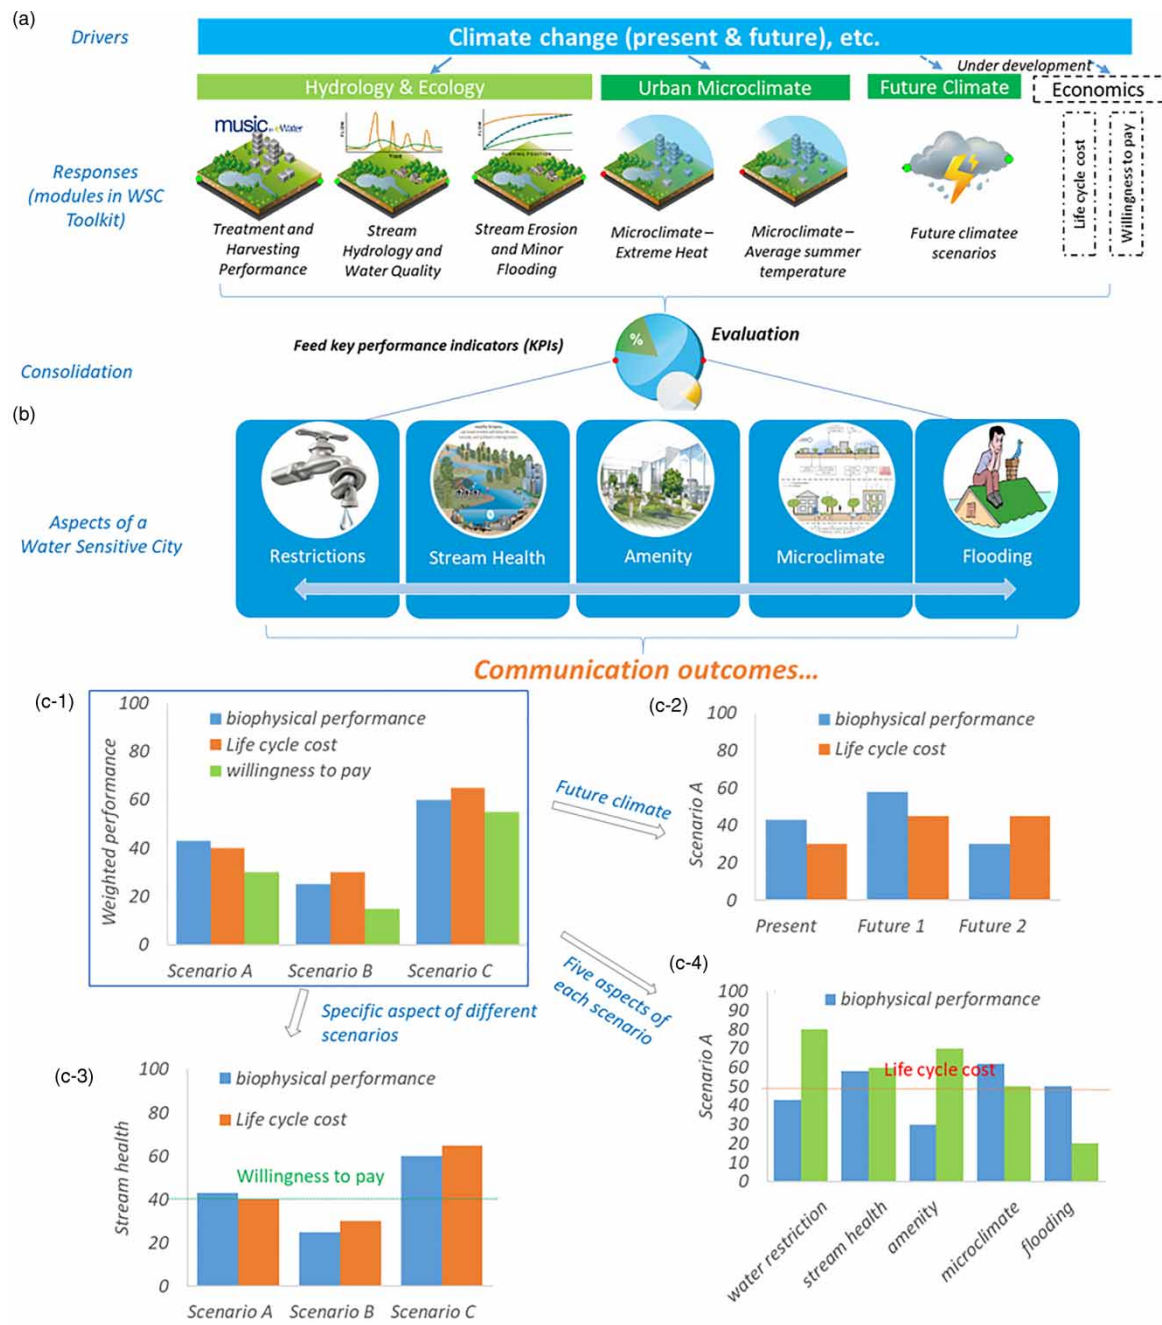 (a)
Drivers
Climate change (present & future), etc.
Under development
Hydrology & Ecology
Urban Microclimate
Future Climate
Economics
music
eWater
FLOW
TIME
FLOW
Responses
(modules in WSC
Toolkit)
Treatment and
Harvesting
Performance
Stream
Hydrology and
Water Quality
Stream Erosion
and Minor
Flooding
Microclimate –
Extreme Heat
Microclimate –
Average summer
temperature
Future climatee
scenarios
Life cycle cost
Willingness to pay
Feed key performance indicators (KPIs)
%
Evaluation
Consolidation
(b)
Aspects of a
Water Sensitive City
Restrictions
Stream Health
Amenity
Microclimate
Flooding
Communication outcomes...
(c-1)
Weighted performance
100
80
60
40
20
0
biophysical performance
Life cycle cost
willingness to pay
Scenario A
Scenario B
Scenario C
Future climate
(c-2)
Scenario A
100
80
60
40
20
0
biophysical performance
Life cycle cost
Present
Future 1
Future 2
Specific aspect of different
scenarios
Five aspects of
each scenario
(c-3)
Stream health
100
80
60
40
20
0
biophysical performance
Life cycle cost
Willingness to pay
Scenario A
Scenario B
Scenario C
(c-4)
Scenario A
100
90
80
70
60
50
40
30
20
10
0
biophysical performance
Life cycle cost
water restriction
stream health
amenity
microclimate
flooding